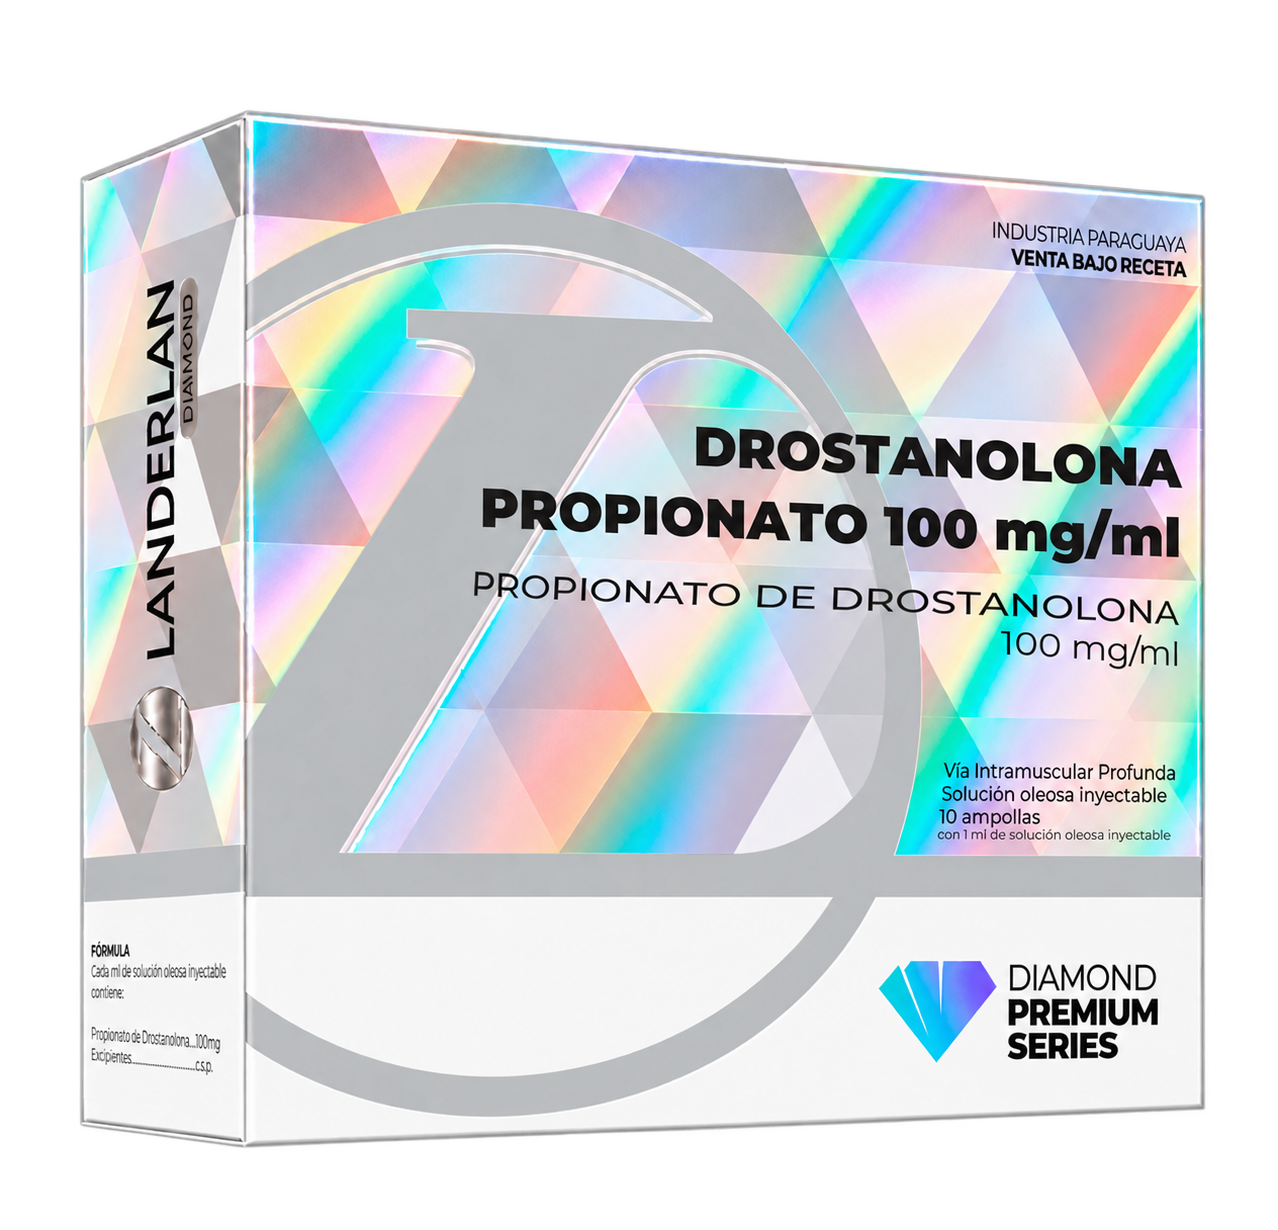 LANDERLAN
DIAMOND
FÓRMULA
Cada ml de solución oleosa inyectable
contiene:
Propionato de Drostanolona...100mg
Excipientes............................c.s.p.
INDUSTRIA PARAGUAYA
VENTA BAJO RECETA
DROSTANOLONA
PROPIONATO 100 mg/ml
PROPIONATO DE DROSTANOLONA
100 mg/ml
Vía Intramuscular Profunda
Solución oleosa inyectable
10 ampollas
con 1 ml de solución oleosa inyectable
DIAMOND
PREMIUM
SERIES